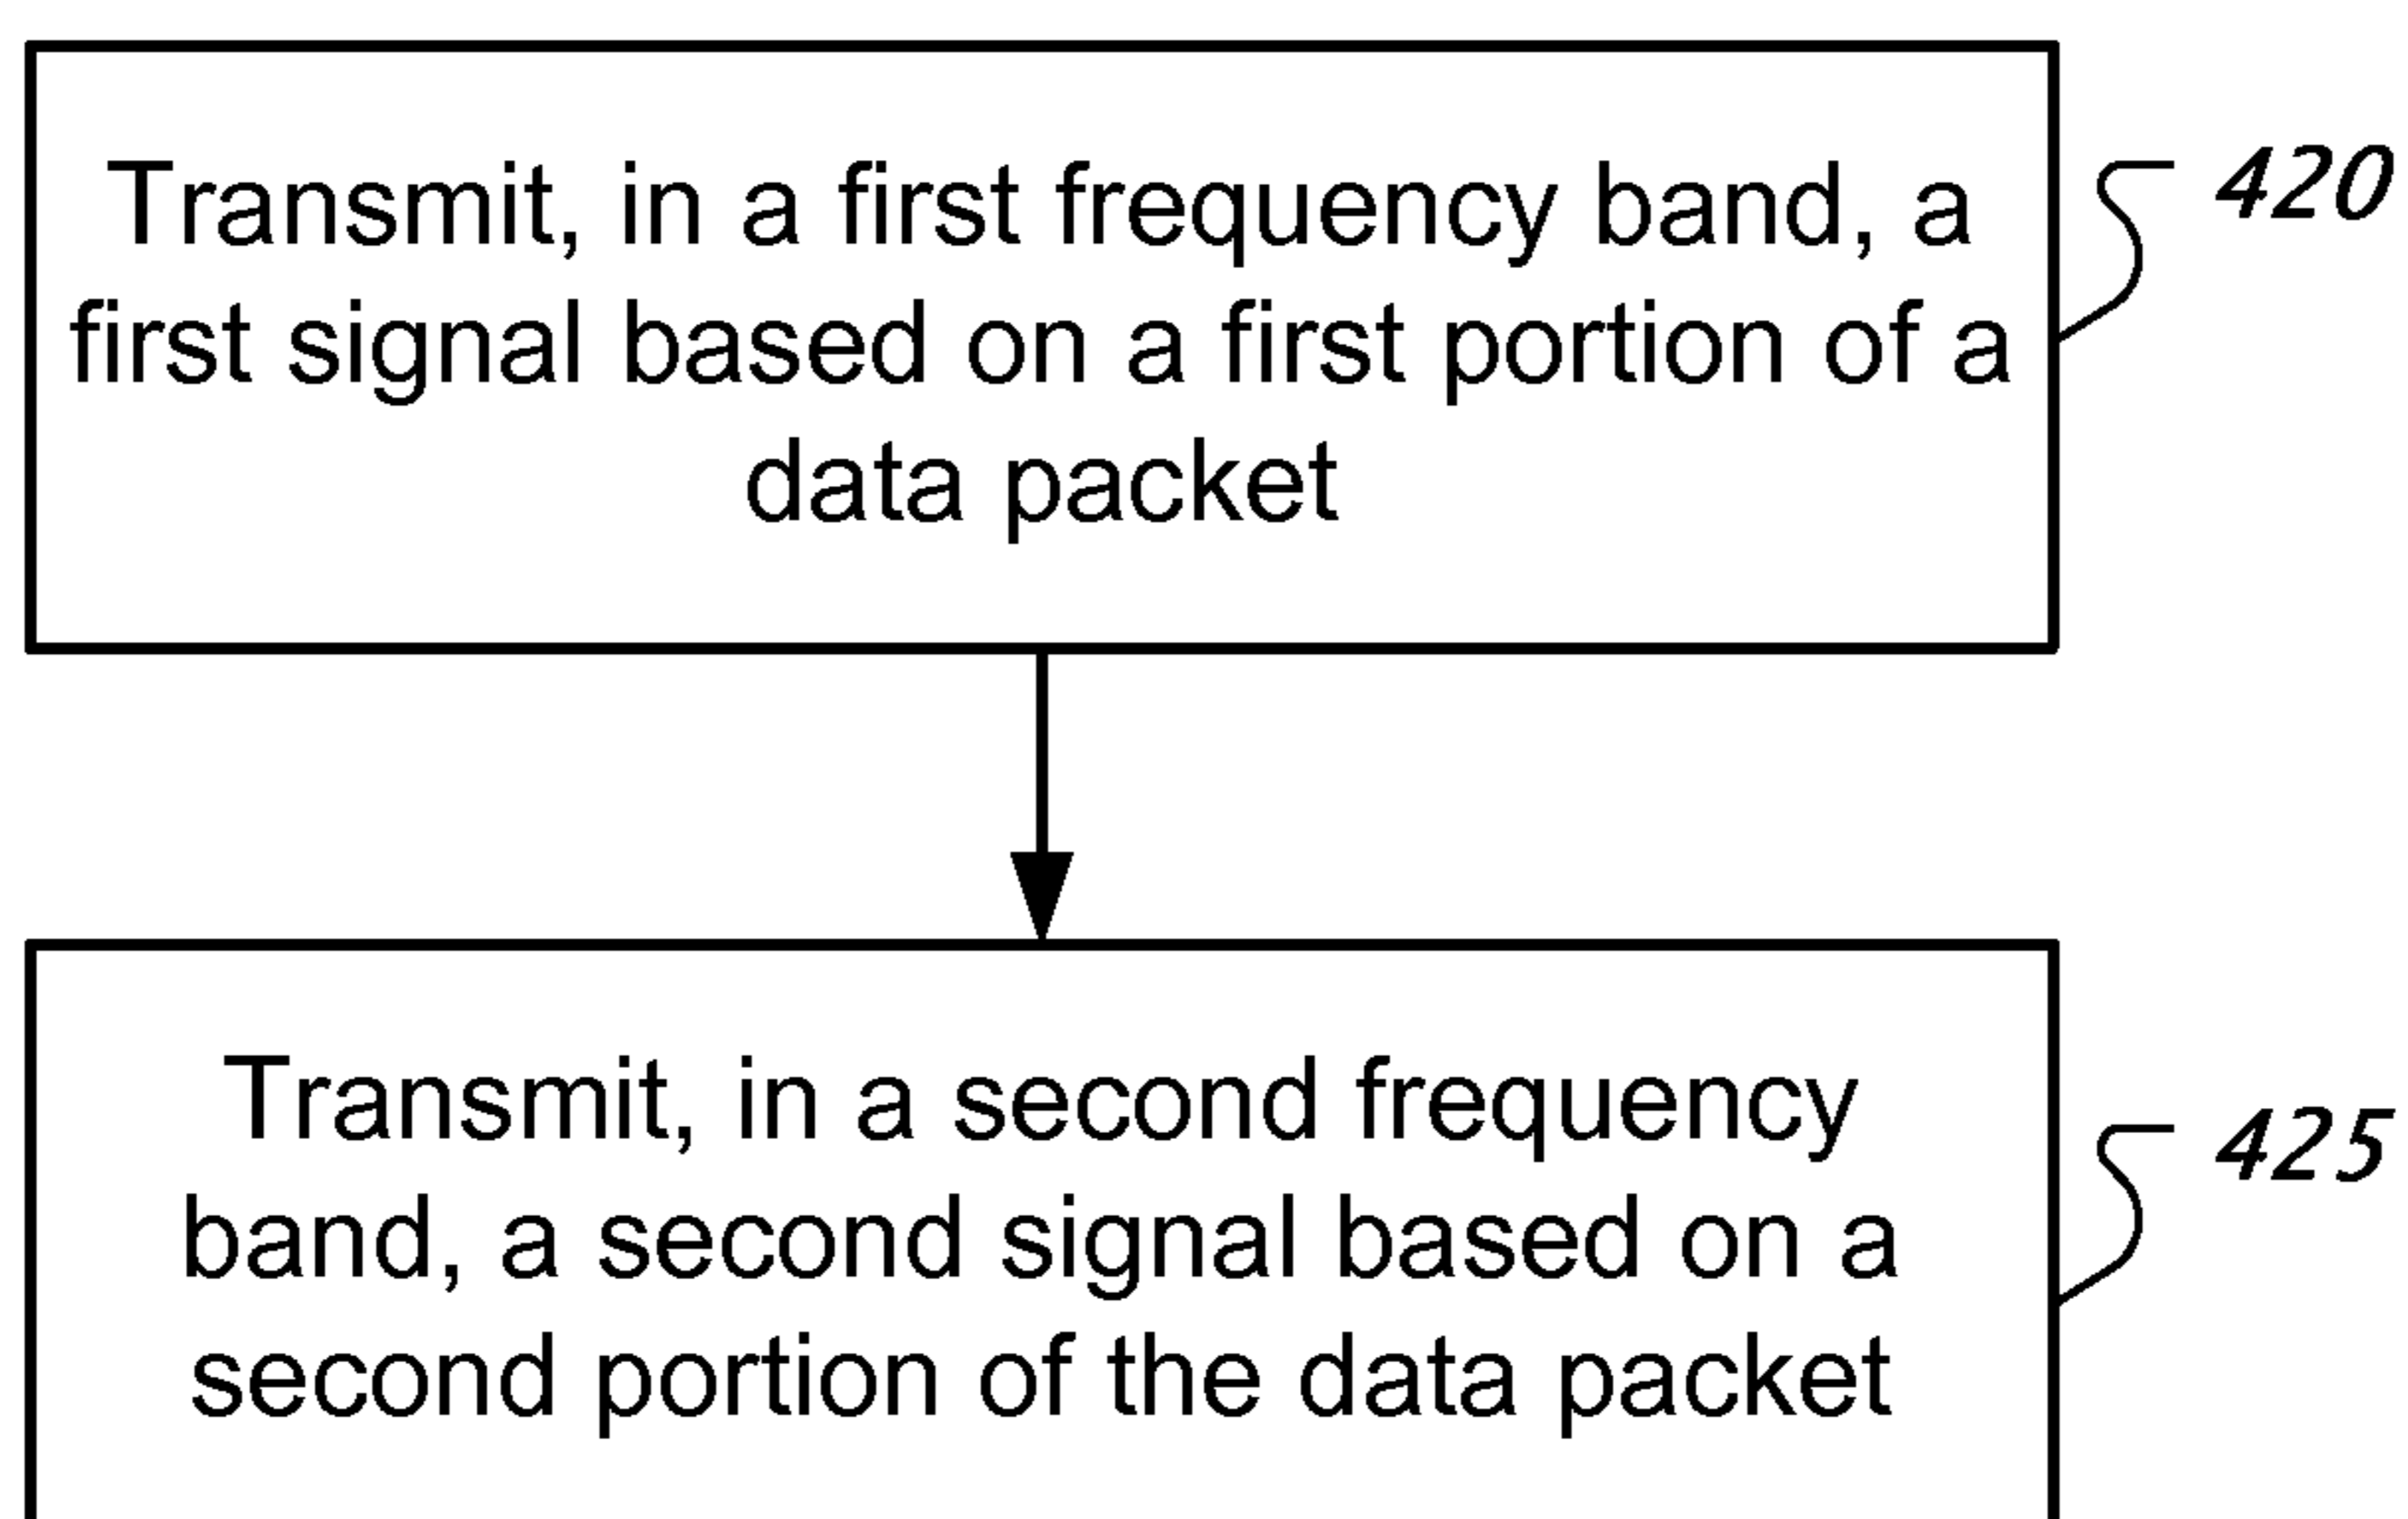 Transmit, in a first frequency band, a
first signal based on a first portion of a
data packet
420
Transmit, in a second frequency
band, a second signal based on a
second portion of the data packet
425